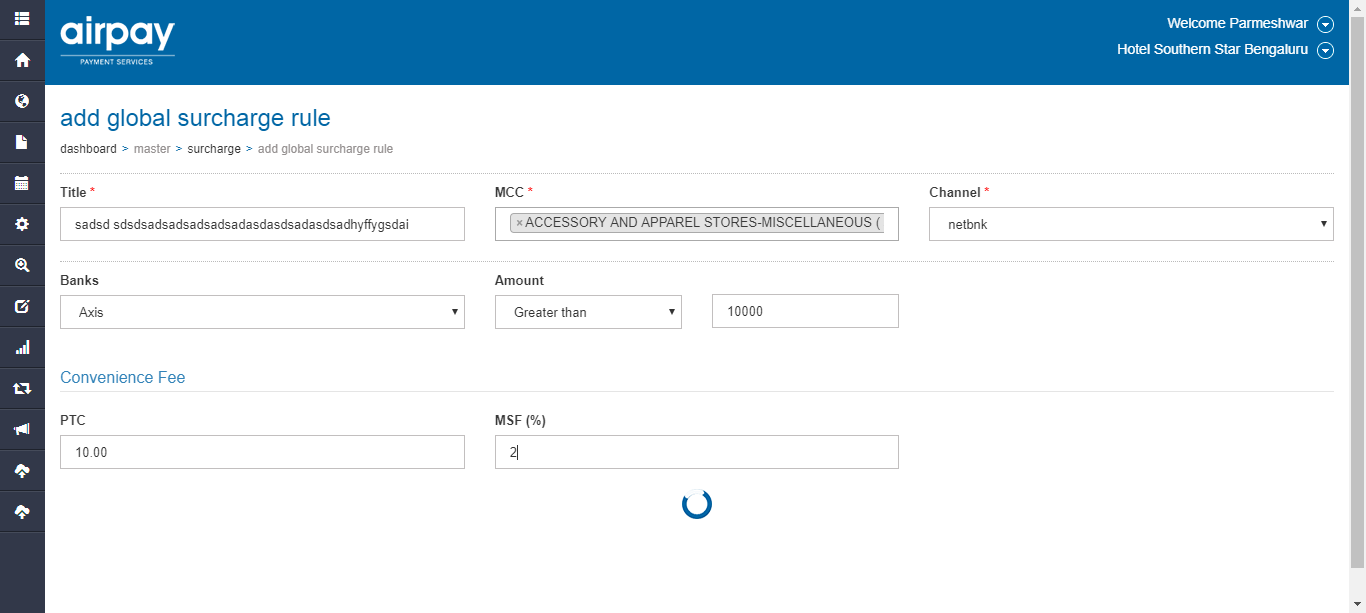 airpay
PAYMENT SERVICES
Welcome Parmeshwar
Hotel Southern Star Bengaluru
add global surcharge rule
dashboard > master > surcharge > add global surcharge rule
Title * MCC * Channel *
sadsd sdsdsadsadsadsadsadasdasdsadasdsadhyffygsdai ×ACCESSORY AND APPAREL STORES-MISCELLANEOUS ( netbnk
Banks Amount
Axis Greater than 10000
Convenience Fee
PTC MSF (%)
10.00 2